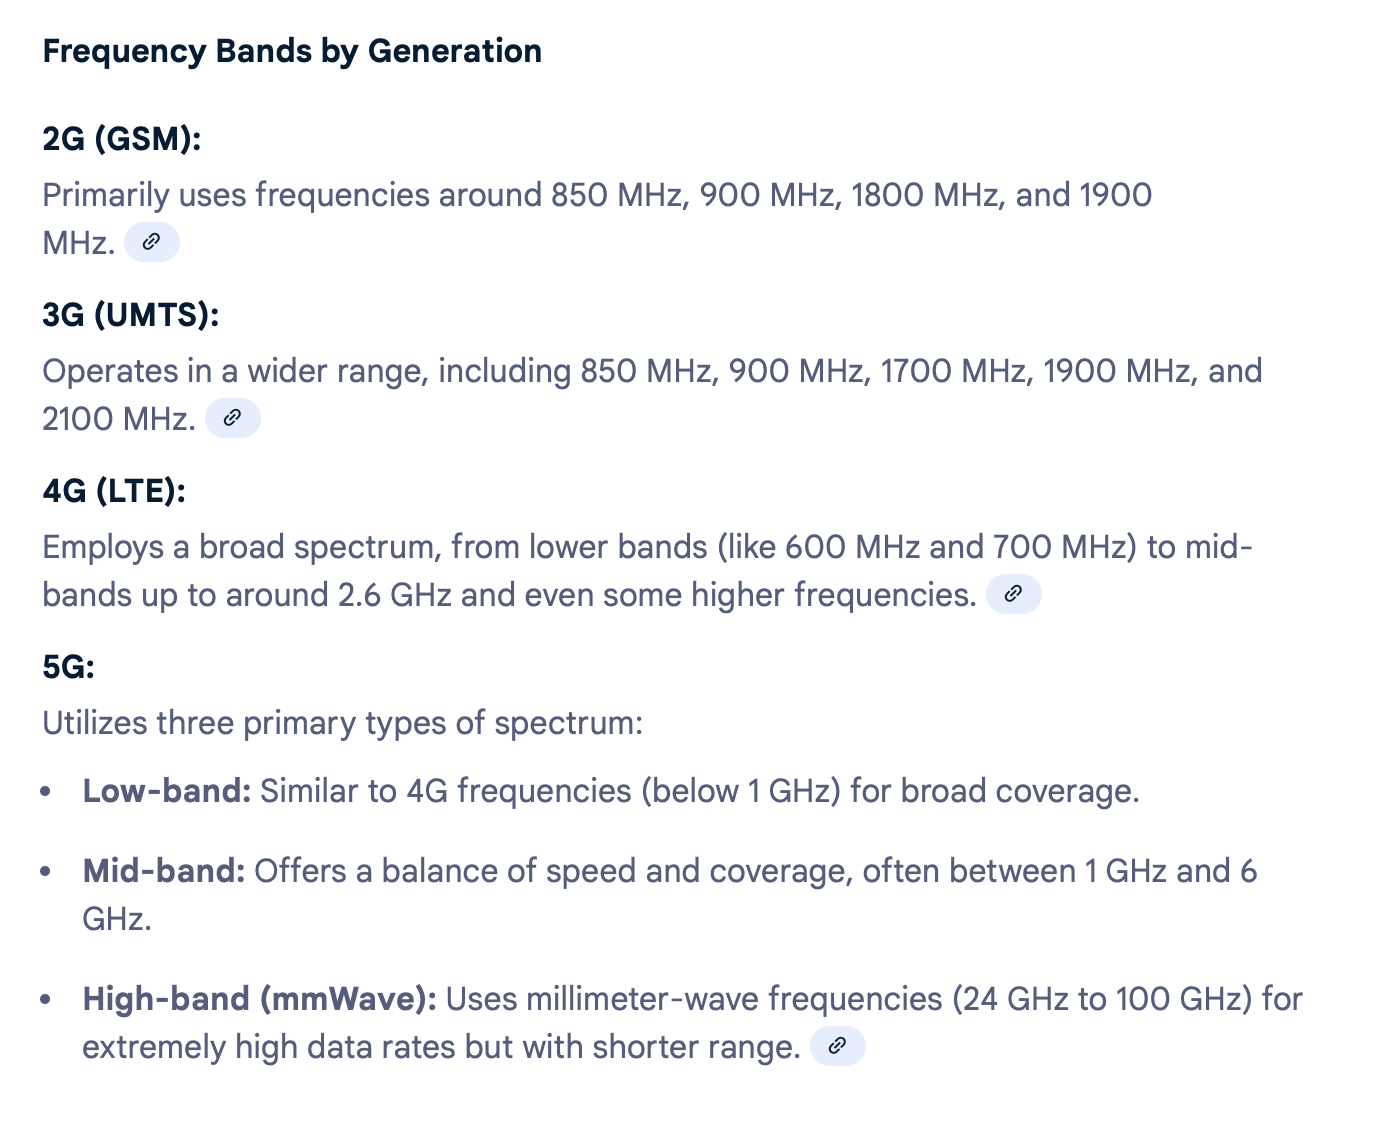 Frequency Bands by Generation
2G (GSM):
Primarily uses frequencies around 850 MHz, 900 MHz, 1800 MHz, and 1900
MHz.
3G (UMTS):
Operates in a wider range, including 850 MHz, 900 MHz, 1700 MHz, 1900 MHz, and
2100 MHz.
4G (LTE):
Employs a broad spectrum, from lower bands (like 600 MHz and 700 MHz) to mid-
bands up to around 2.6 GHz and even some higher frequencies.
5G:
Utilizes three primary types of spectrum:
• Low-band: Similar to 4G frequencies (below 1 GHz) for broad coverage.
• Mid-band: Offers a balance of speed and coverage, often between 1 GHz and 6
GHz.
• High-band (mmWave): Uses millimeter-wave frequencies (24 GHz to 100 GHz) for
extremely high data rates but with shorter range.